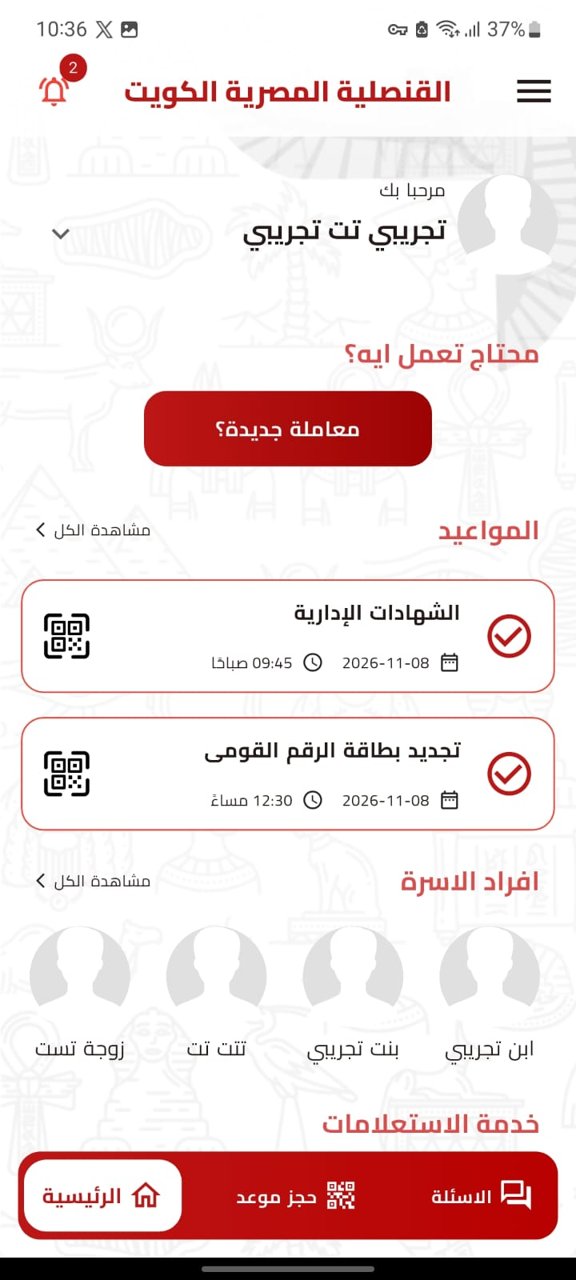 10:36
37%
2
القنصلية المصرية الكويت
مرحبا بك
تجريبي تت تجريبي
محتاج تعمل ايه؟
معاملة جديدة؟
المواعيد
مشاهدة الكل
الشهادات الإدارية
2026-11-08
09:45 صباحًا
تجديد بطاقة الرقم القومى
2026-11-08
12:30 مساءً
افراد الاسرة
مشاهدة الكل
ابن تجريبي
بنت تجريبي
تتت تت
زوجة تست
خدمة الاستعلامات
الاسئلة
حجز موعد
الرئيسية